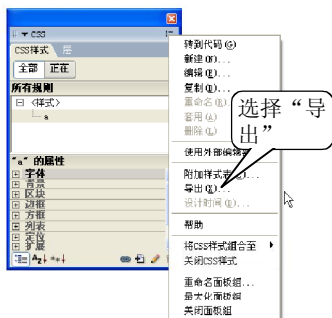 CSS
CSS样式 层
全部 正在
所有规则
<样式>
a
"a" 的属性
字体
背景
区块
边框
方框
列表
定位
扩展
转到代码(G)
新建(N)...
编辑(E)...
复制(D)...
重命名(R)...
套用(A)
删除(L)
使用外部编辑器
附加样式表(A)...
导出(X)...
设计时间(D)...
帮助
将CSS样式组合至
关闭CSS样式
重命名面板组...
最大化面板组
关闭面板组
选择“导
出”